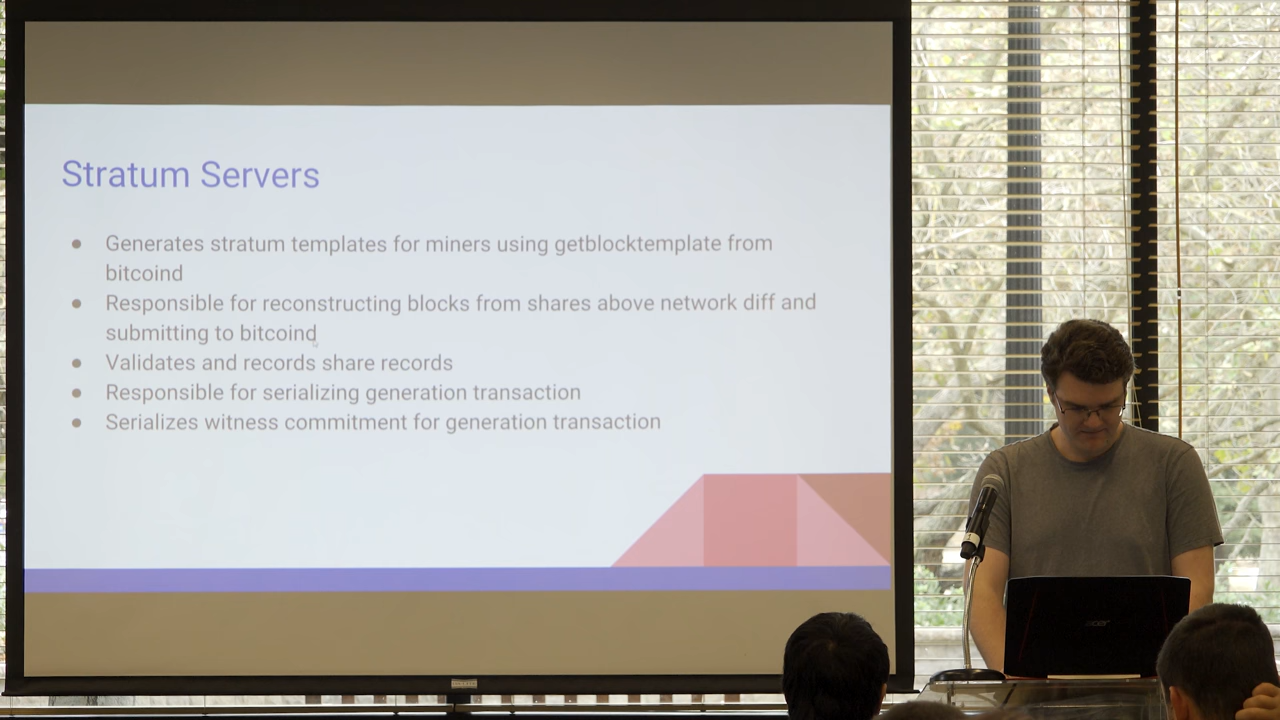 Stratum Servers
● Generates stratum templates for miners using getblocktemplate from
bitcoind
● Responsible for reconstructing blocks from shares above network diff and
submitting to bitcoind
● Validates and records share records
● Responsible for serializing generation transaction
● Serializes witness commitment for generation transaction
acer